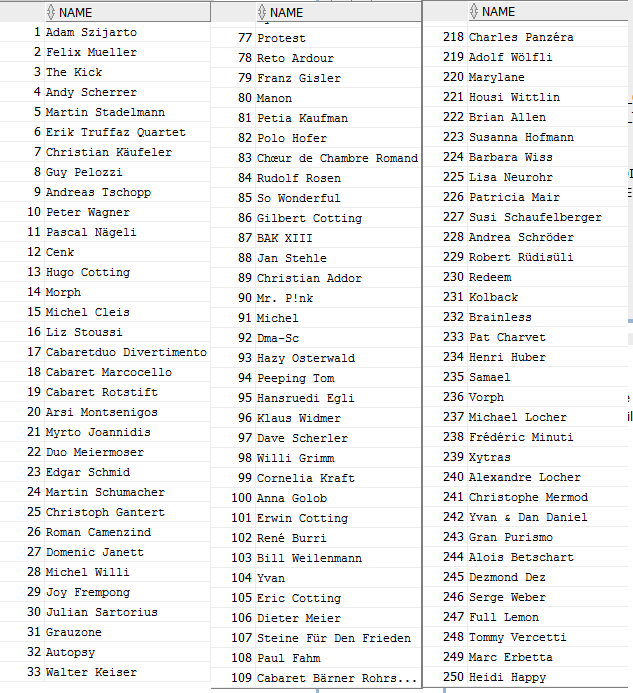 NAME
1 Adam Szijarto
2 Felix Mueller
3 The Kick
4 Andy Scherrer
5 Martin Stadelmann
6 Erik Truffaz Quartet
7 Christian Käufeler
8 Guy Pelozzi
9 Andreas Tschopp
10 Peter Wagner
11 Pascal Nägeli
12 Cenk
13 Hugo Cotting
14 Morph
15 Michel Cleis
16 Liz Stoussi
17 Cabaretduo Divertimento
18 Cabaret Marcocello
19 Cabaret Rotstift
20 Arsi Montsenigos
21 Myrto Joannidis
22 Duo Meiermoser
23 Edgar Schmid
24 Martin Schumacher
25 Christoph Gantert
26 Roman Camenzind
27 Domenic Janett
28 Michel Willi
29 Joy Frempong
30 Julian Sartorius
31 Grauzone
32 Autopsy
33 Walter Keiser
NAME
77 Protest
78 Reto Ardour
79 Franz Gisler
80 Manon
81 Petia Kaufman
82 Polo Hofer
83 Chœur de Chambre Romand
84 Rudolf Rosen
85 So Wonderful
86 Gilbert Cotting
87 BAK XIII
88 Jan Stehle
89 Christian Addor
90 Mr. P!nk
91 Michel
92 Dma-Sc
93 Hazy Osterwald
94 Peeping Tom
95 Hansruedi Egli
96 Klaus Widmer
97 Dave Scherler
98 Willi Grimm
99 Cornelia Kraft
100 Anna Golob
101 Erwin Cotting
102 René Burri
103 Bill Weilenmann
104 Yvan
105 Eric Cotting
106 Dieter Meier
107 Steine Für Den Frieden
108 Paul Fahm
109 Cabaret Bärner Rohrs...
NAME
218 Charles Panzéra
219 Adolf Wölfli
220 Marylane
221 Housi Wittlin
222 Brian Allen
223 Susanna Hofmann
224 Barbara Wiss
225 Lisa Neurohr
226 Patricia Mair
227 Susi Schaufelberger
228 Andrea Schröder
229 Robert Rüdisüli
230 Redeem
231 Kolback
232 Brainless
233 Pat Charvet
234 Henri Huber
235 Samael
236 Vorph
237 Michael Locher
238 Frédéric Minuti
239 Xytras
240 Alexandre Locher
241 Christophe Mermod
242 Yvan & Dan Daniel
243 Gran Purismo
244 Alois Betschart
245 Dezmond Dez
246 Serge Weber
247 Full Lemon
248 Tommy Vercetti
249 Marc Erbetta
250 Heidi Happy